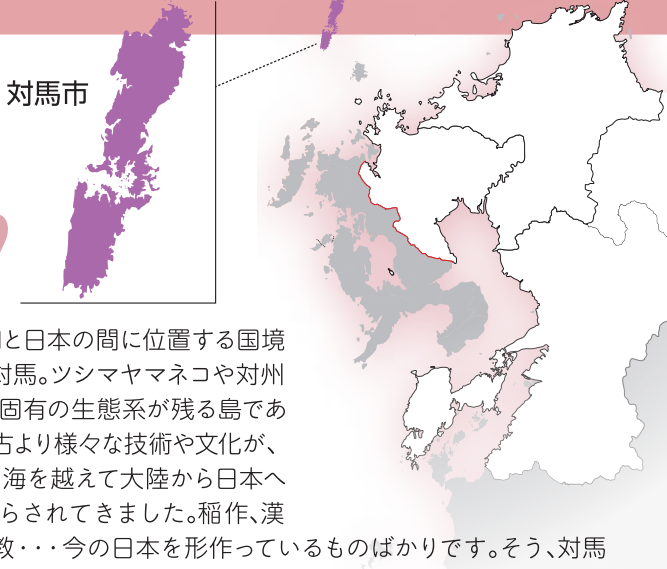 対馬市
と日本の間に位置する国境
対馬。ツシマヤマネコや対州
固有の生態系が残る島であ
古より様々な技術や文化が、
海を越えて大陸から日本へ
らされてきました。稲作、漢
教・・・今の日本を形作っているものばかりです。そう、対馬